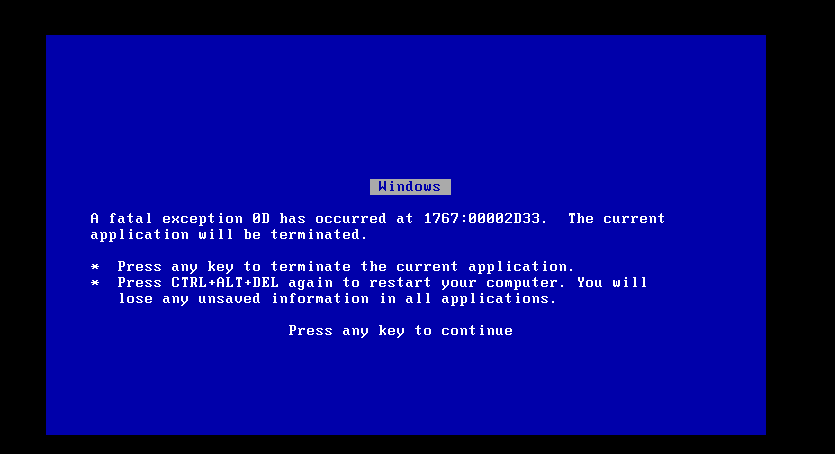 Windows
A fatal exception 0D has occurred at 1767:00002D33.  The current
application will be terminated.
*  Press any key to terminate the current application.
*  Press CTRL+ALT+DEL again to restart your computer. You will
lose any unsaved information in all applications.
Press any key to continue